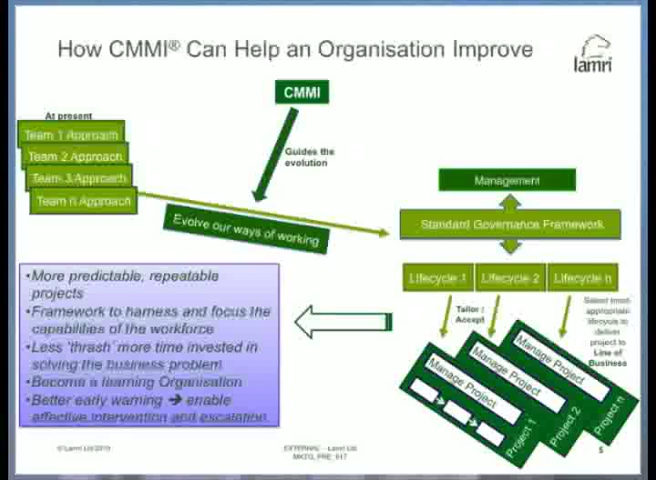 How CMMI® Can Help an Organisation Improve
lamri
CMMI
At present
Team 1 Approach
Team 2 Approach
Team 3 Approach
Team n Approach
Guides the
evolution
Evolve our ways of working
Management
Standard Governance Framework
Lifecycle 1
Lifecycle 2
Lifecycle n
Tailor /
Accept
Select most
appropriate
lifecycle to
deliver
project to
Line of
Business
Manage Project
Project 1
Manage Project
Project 2
Manage Project
Project n
•More predictable, repeatable
projects
•Framework to harness and focus the
capabilities of the workforce
•Less 'thrash' more time invested in
solving the business problem
•Become a learning Organisation
•Better early warning ➔ enable
effective intervention and escalation
© Lamri Ltd 2010
EXTERNAL – Lamri Ltd
MKTG_PRE_017
5